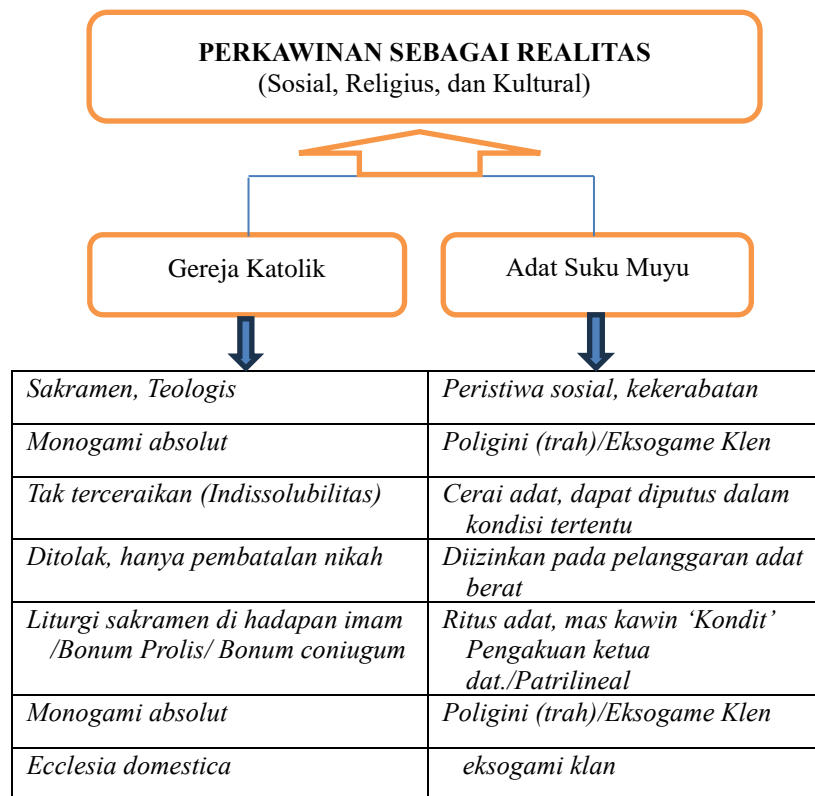 PERKAWINAN SEBAGAI REALITAS
(Sosial, Religius, dan Kultural)
Gereja Katolik
Adat Suku Muyu
Sakramen, Teologis
Peristiwa sosial, kekerabatan
Monogami absolut
Poligini (trah)/Eksogame Klen
Tak terceraikan (Indissolubilitas)
Cerai adat, dapat diputus dalam
kondisi tertentu
Ditolak, hanya pembatalan nikah
Diizinkan pada pelanggaran adat
berat
Liturgi sakramen di hadapan imam
/Bonum Prolis/ Bonum coniugum
Ritus adat, mas kawin ‘Kondit’
Pengakuan ketua
dat./Patrilineal
Monogami absolut
Poligini (trah)/Eksogame Klen
Ecclesia domestica
eksogami klan